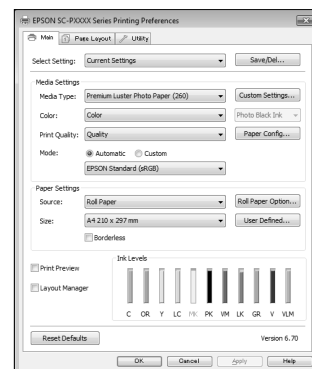 EPSON SC-PXXXX Series Printing Preferences
Main Page Layout Utility
Select Setting: Current Settings Save/Del...
Media Settings
Media Type: Premium Luster Photo Paper (260) Custom Settings...
Color: Color Photo Black Ink
Print Quality: Quality Paper Config...
Mode: Automatic Custom
EPSON Standard (sRGB)
Paper Settings
Source: Roll Paper Roll Paper Option...
Size: A4 210 x 297 mm User Defined...
Borderless
Print Preview
Layout Manager
Ink Levels
C OR Y LC MK PK VM LK GR V VLM
Reset Defaults Version 6.70
OK Cancel Apply Help